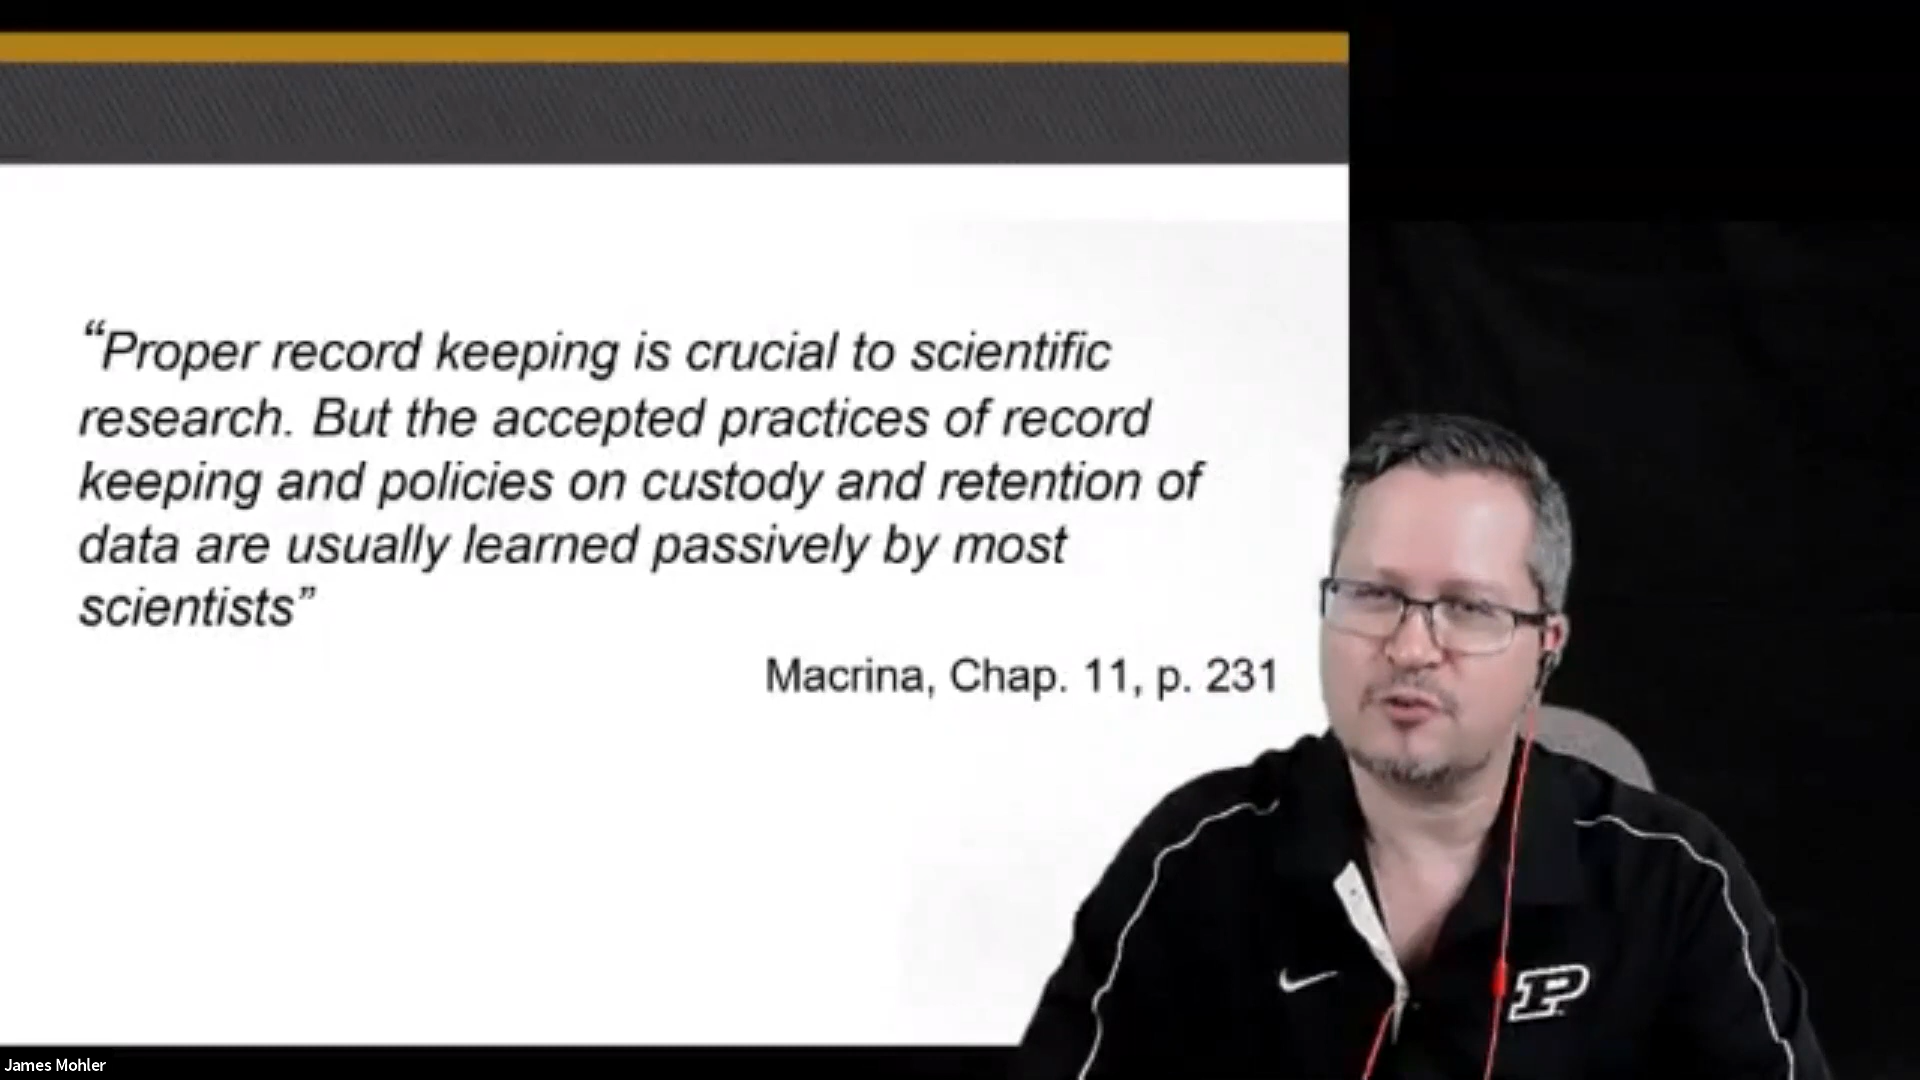 “Proper record keeping is crucial to scientific
research. But the accepted practices of record
keeping and policies on custody and retention of
data are usually learned passively by most
scientists”
Macrina, Chap. 11, p. 231
P
James Mohler